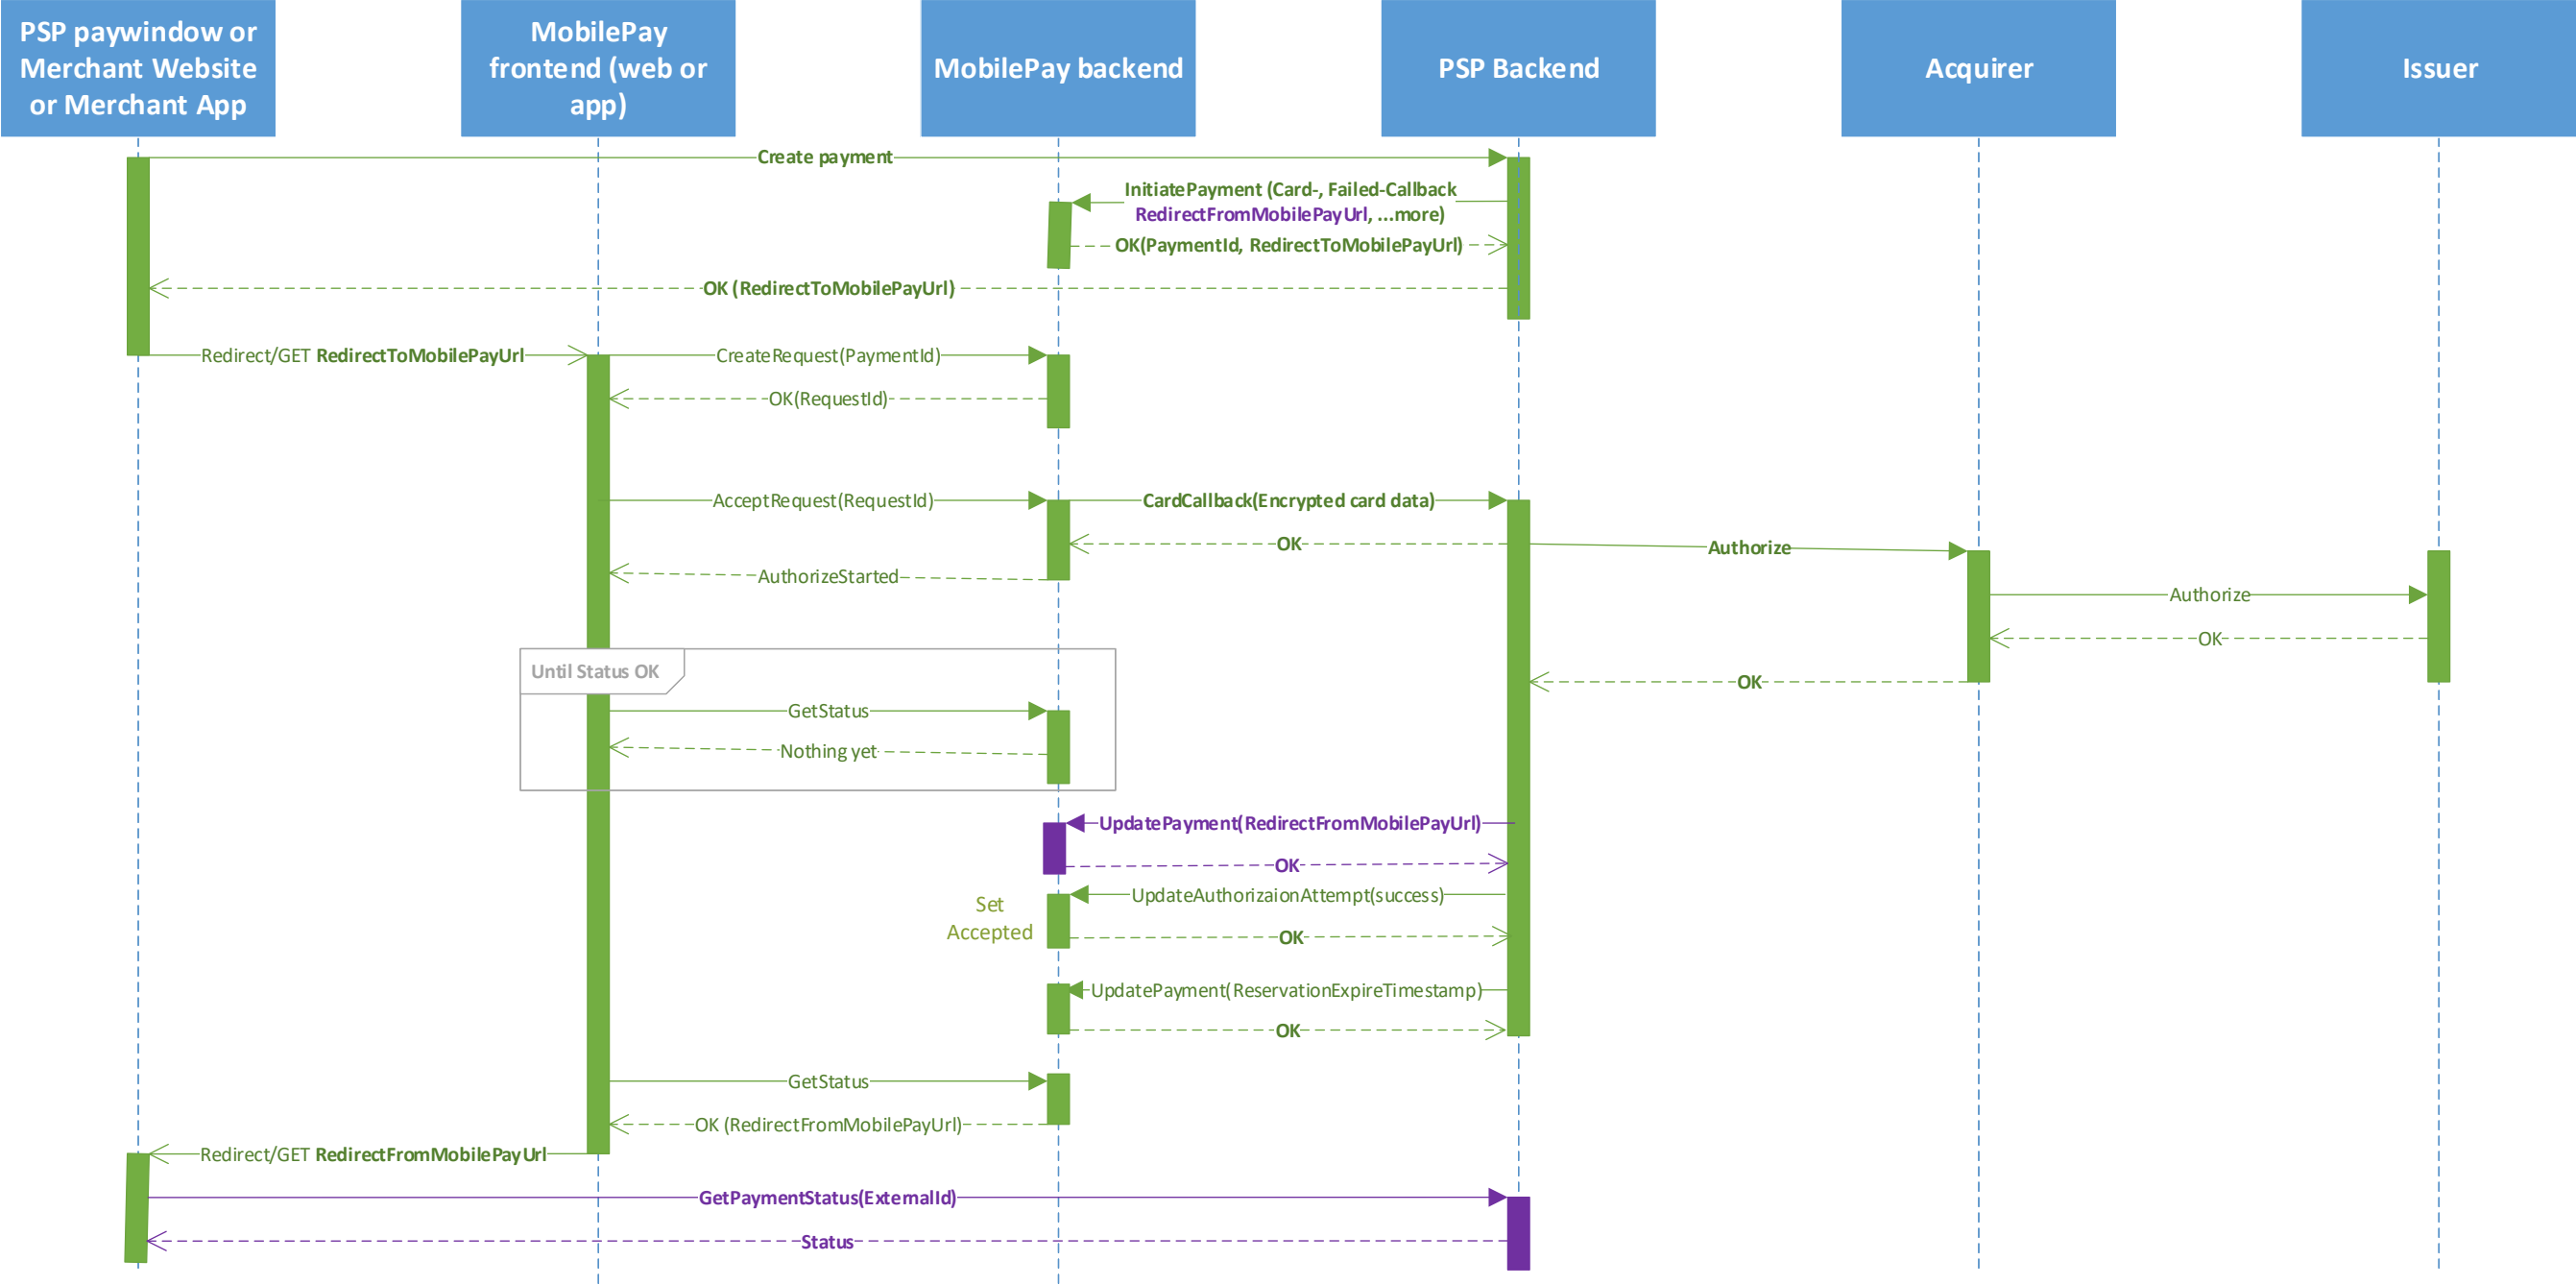 PSP paywindow or
Merchant Website
or Merchant App
MobilePay
frontend (web or
app)
MobilePay backend
PSP Backend
Acquirer
Issuer
Create payment
InitiatePayment (Card-, Failed-Callback
RedirectFromMobilePayUrl, ...more)
OK(PaymentId, RedirectToMobilePayUrl)
OK (RedirectToMobilePayUrl)
Redirect/GET RedirectToMobilePayUrl
CreateRequest(PaymentId)
OK(RequestId)
AcceptRequest(RequestId)
CardCallback(Encrypted card data)
OK
Authorize
AuthorizeStarted
Authorize
OK
Until Status OK
OK
GetStatus
Nothing yet
UpdatePayment(RedirectFromMobilePayUrl)
OK
UpdateAuthorizaionAttempt(success)
Set
Accepted
OK
UpdatePayment(ReservationExpireTimestamp)
OK
GetStatus
OK (RedirectFromMobilePayUrl)
Redirect/GET RedirectFromMobilePayUrl
GetPaymentStatus(ExternalId)
Status